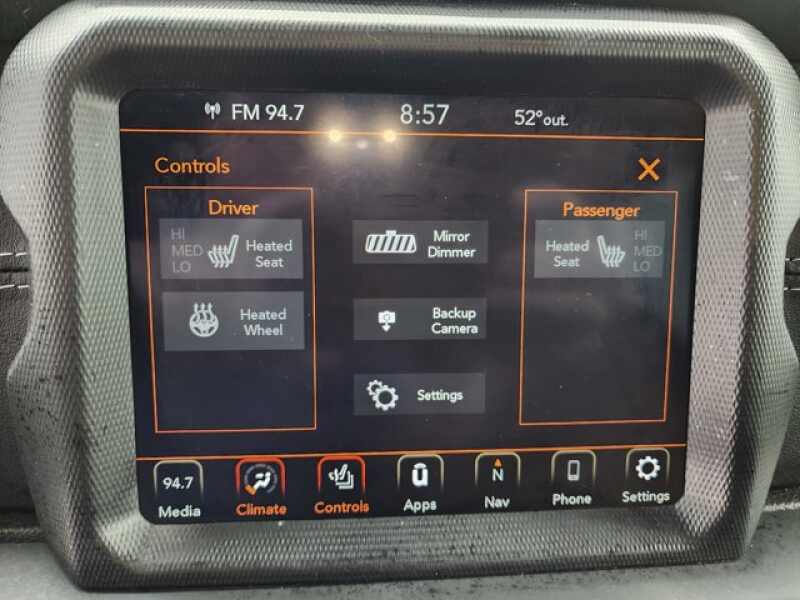 FM 94.7
8:57
52° out.
Controls
X
Driver
HI
MED
LO
Heated
Seat
Heated
Wheel
Mirror
Dimmer
Backup
Camera
Settings
Passenger
Heated
Seat
HI
MED
LO
94.7
Media
Climate
Controls
Apps
N
Nav
Phone
Settings